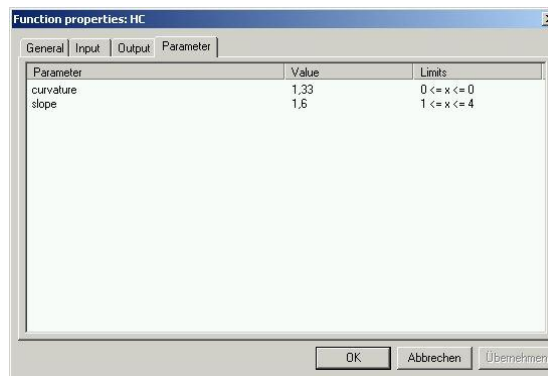 Function properties: HC
General Input Output Parameter
Parameter Value Limits
curvature 1,33 0 <= x <= 0
slope 1,6 1 <= x <= 4
OK Abbrechen Übernehmen